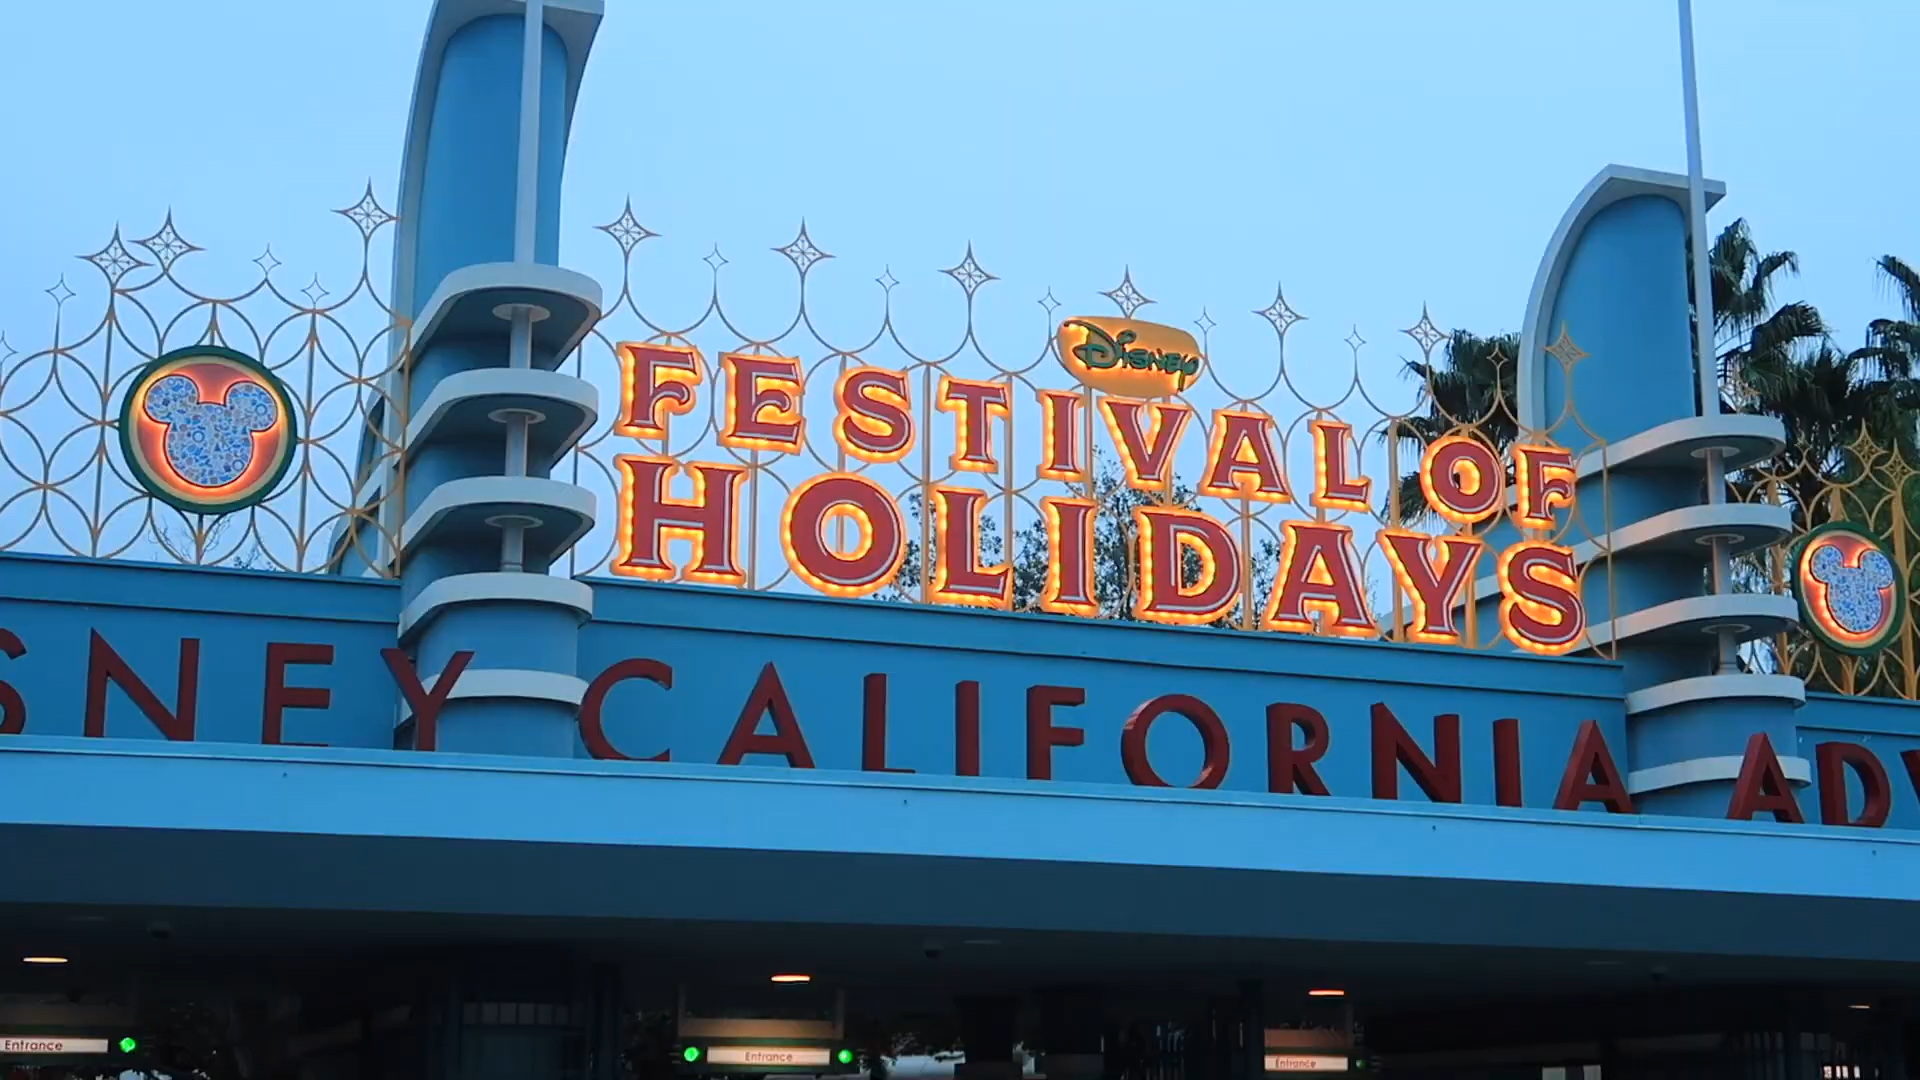 Disney
FESTIVAL OF
HOLIDAYS
SNEY CALIFORNIA ADV
Entrance
Entrance
Entrance